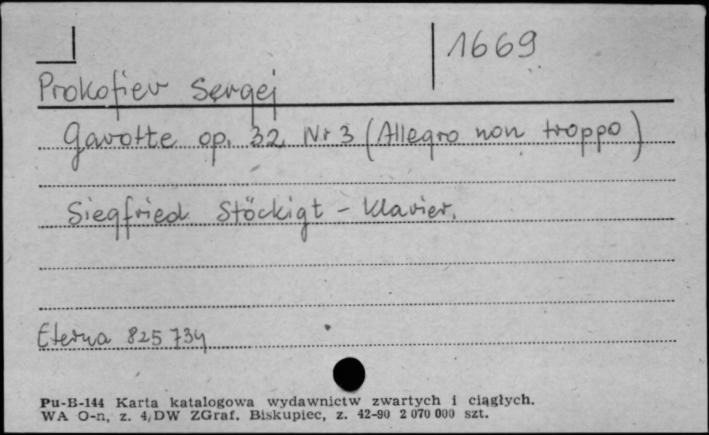 1669
Prokofiev Sergej
Gavotte op. 32 Nr 3 (Allegro non troppo)
Siegfried Stöckigt - Klavier.
Eterna 825 734
Pu-B-144 Karta katalogowa wydawnictw zwartych i ciągłych.
WA O-n, z. 4/DW ZGraf. Biskupiec, z. 42-90 2 070 000 szt.